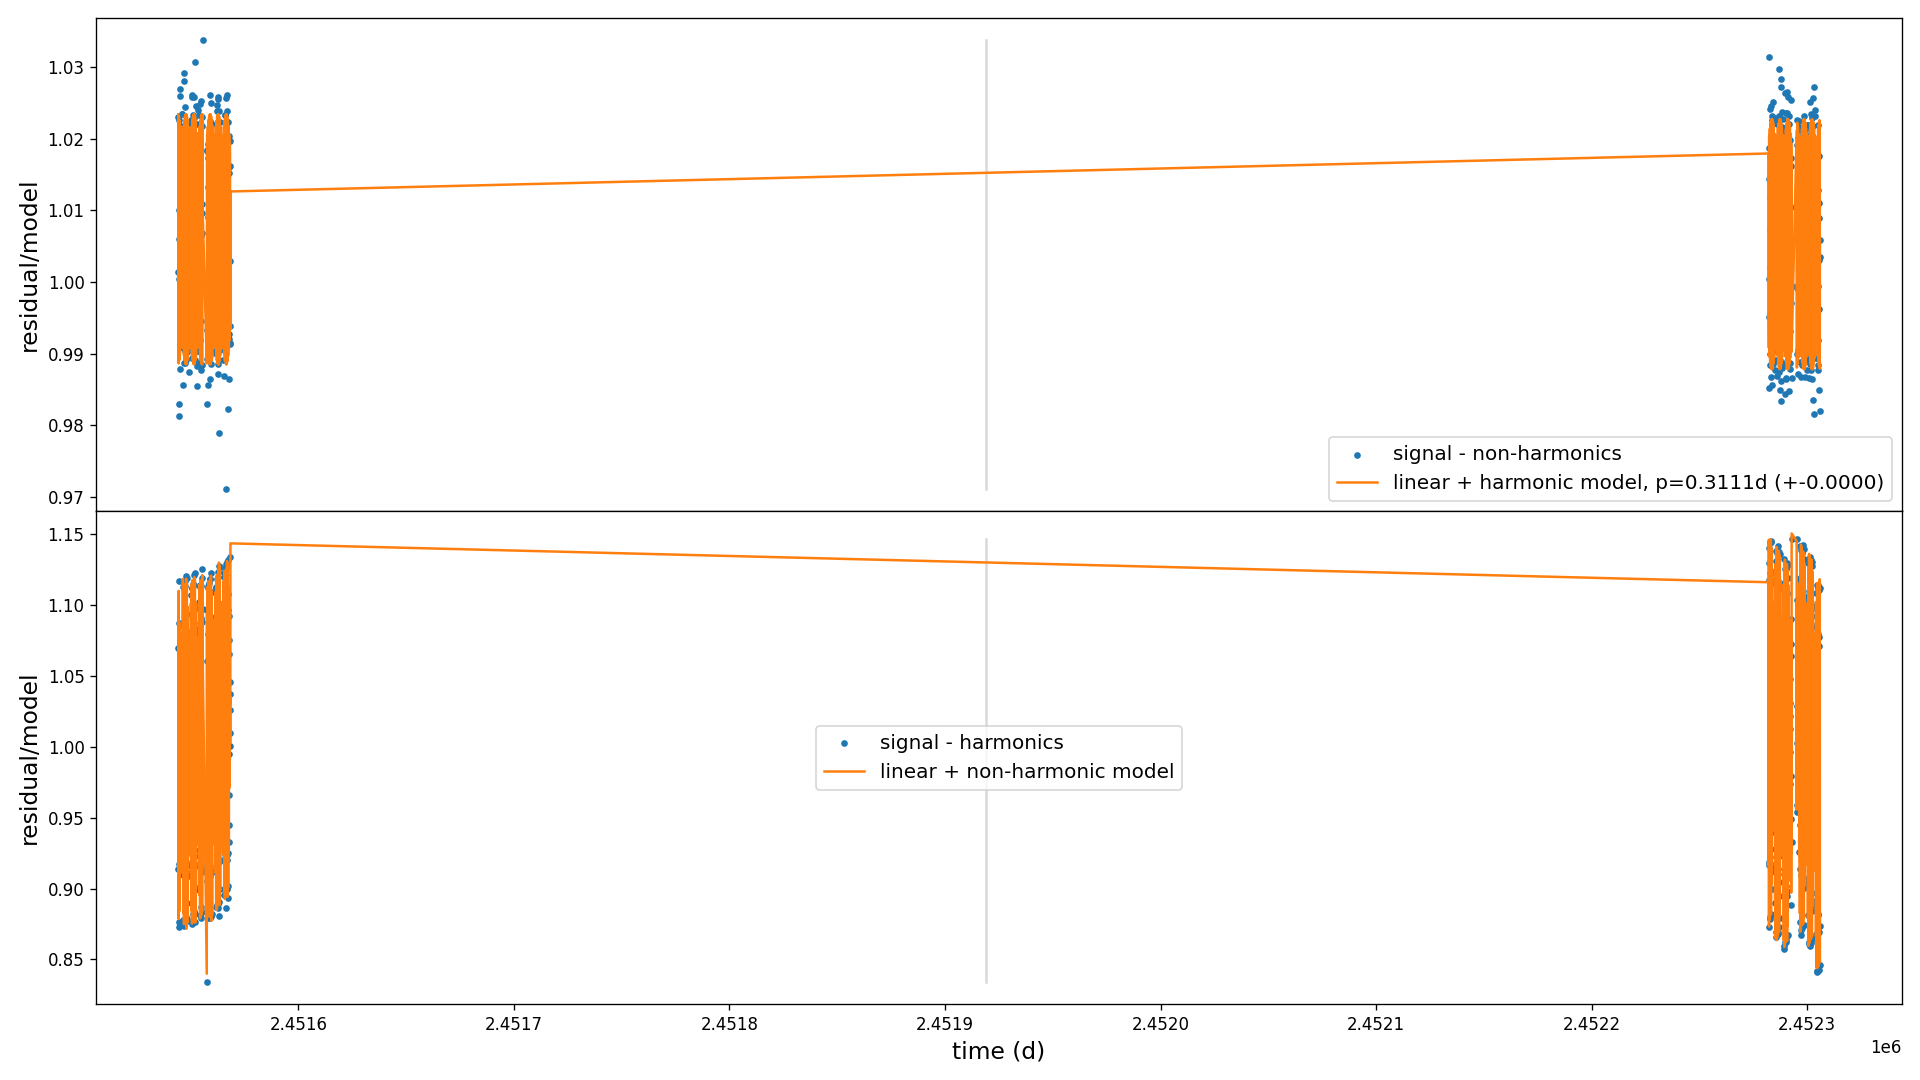 1.03
1.02
1.01
1.00
0.99
0.98
0.97
residual/model
signal - non-harmonics
linear + harmonic model, p=0.3111d (+-0.0000)
1.15
1.10
1.05
1.00
0.95
0.90
0.85
residual/model
signal - harmonics
linear + non-harmonic model
2.4516 2.4517 2.4518 2.4519 2.4520 2.4521 2.4522 2.4523
1e6
time (d)